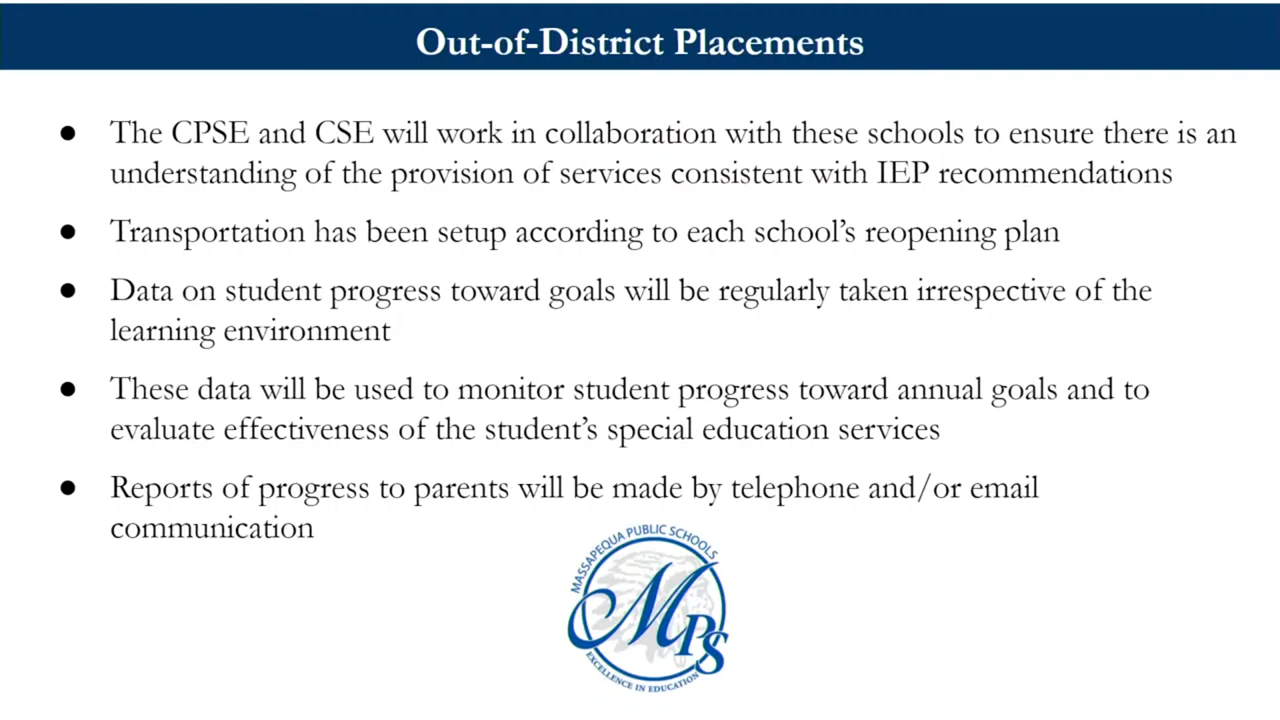 Out-of-District Placements
● The CPSE and CSE will work in collaboration with these schools to ensure there is an
understanding of the provision of services consistent with IEP recommendations
● Transportation has been setup according to each school’s reopening plan
● Data on student progress toward goals will be regularly taken irrespective of the
learning environment
● These data will be used to monitor student progress toward annual goals and to
evaluate effectiveness of the student’s special education services
● Reports of progress to parents will be made by telephone and/or email
communication
MASSAPEQUA PUBLIC SCHOOLS
MPS
EXCELLENCE IN EDUCATION